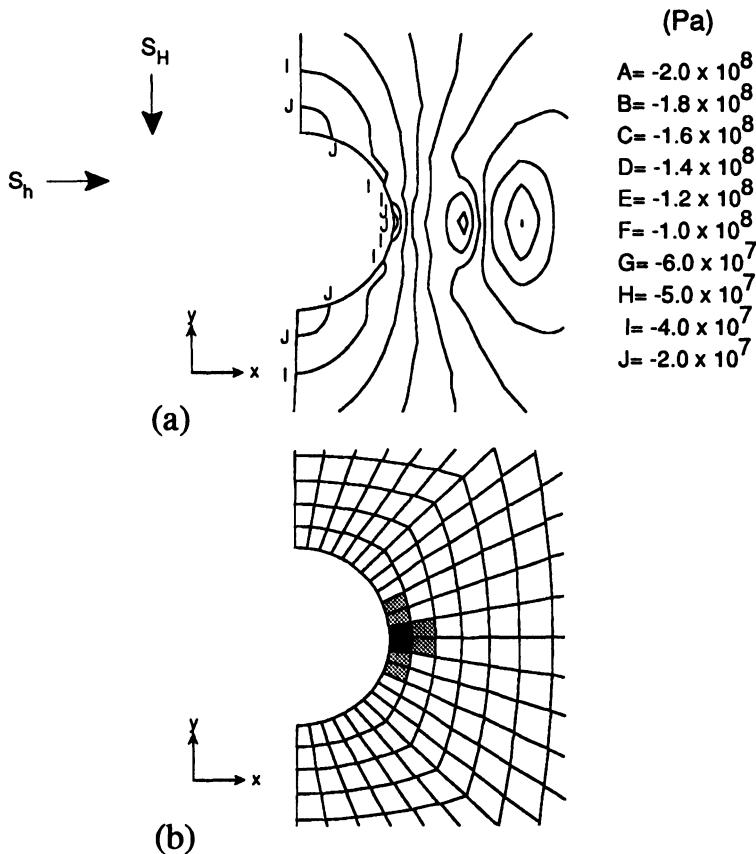 (Pa)
S_H
S_h
A= -2.0 x 10^8
B= -1.8 x 10^8
C= -1.6 x 10^8
D= -1.4 x 10^8
E= -1.2 x 10^8
F= -1.0 x 10^8
G= -6.0 x 10^7
H= -5.0 x 10^7
I= -4.0 x 10^7
J= -2.0 x 10^7
I
J
J
I
I
J
J
I
I
J
J
I
y
x
(a)
y
x
(b)